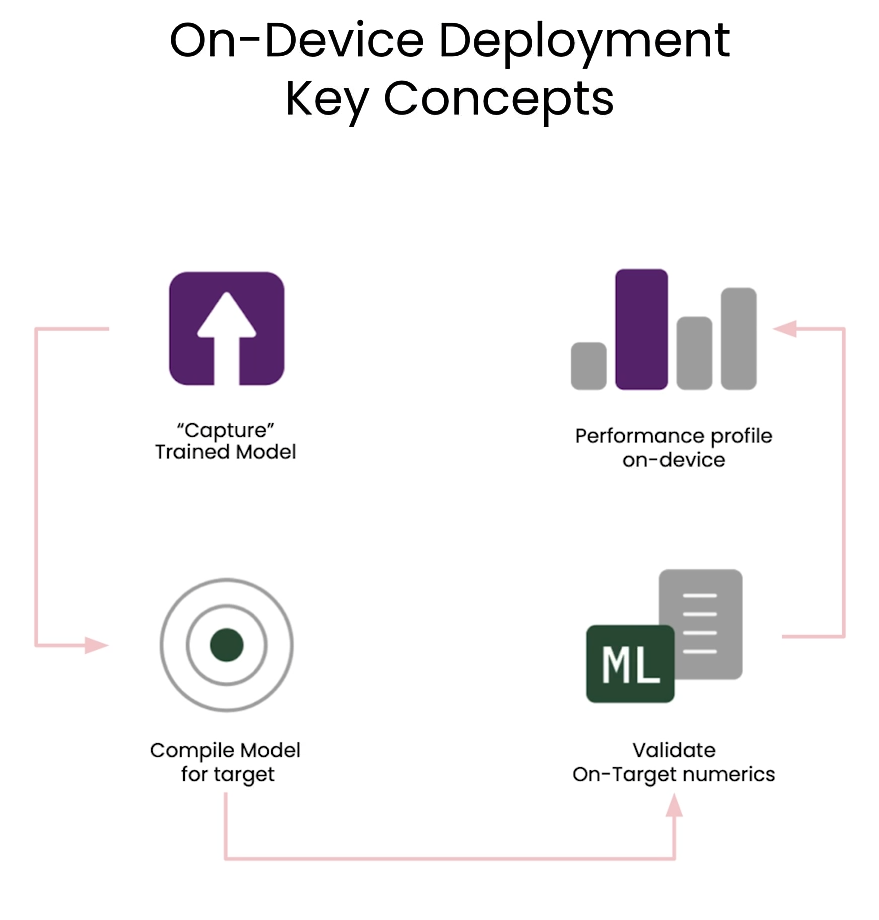 On-Device Deployment
Key Concepts
“Capture”
Trained Model
Performance profile
on-device
ML
Compile Model
for target
Validate
On-Target numerics